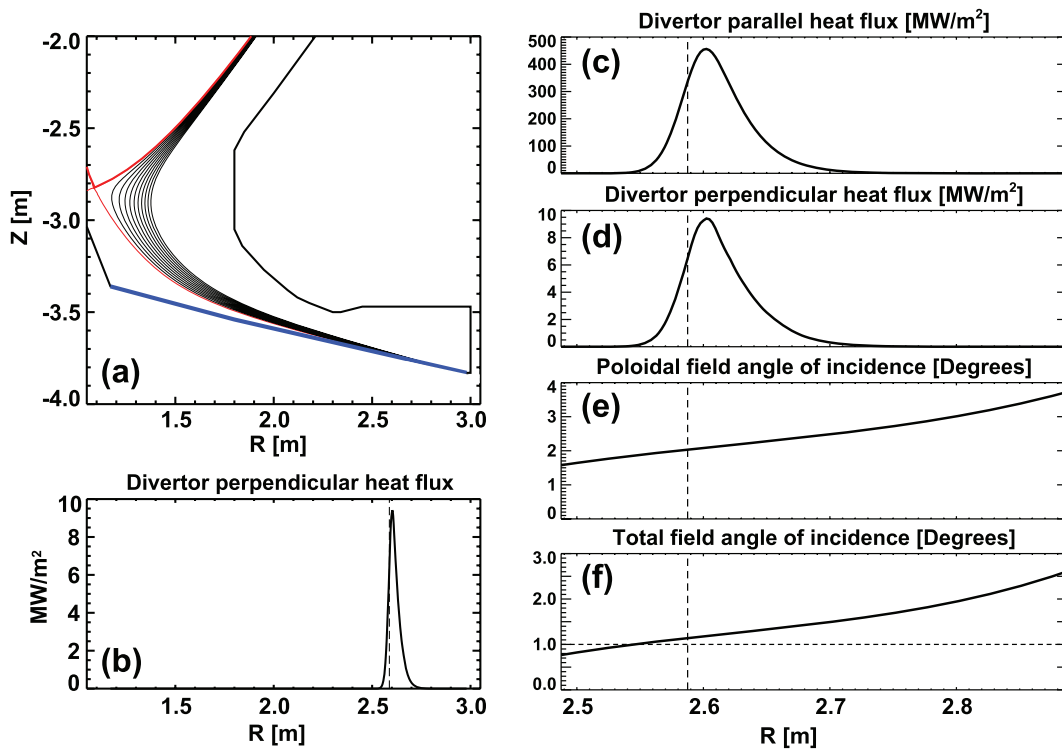 -2.0
-2.5
-3.0
-3.5
-4.0
Z [m]
(a)
1.5 2.0 2.5 3.0
R [m]
Divertor perpendicular heat flux
10
8
6
4
2
0
MW/m²
(b)
1.5 2.0 2.5 3.0
R [m]
Divertor parallel heat flux [MW/m²]
500
400
300
200
100
0
(c)
Divertor perpendicular heat flux [MW/m²]
10
8
6
4
2
0
(d)
Poloidal field angle of incidence [Degrees]
4
3
2
1
0
(e)
Total field angle of incidence [Degrees]
3.0
2.0
1.0
0.0
(f)
2.5 2.6 2.7 2.8
R [m]